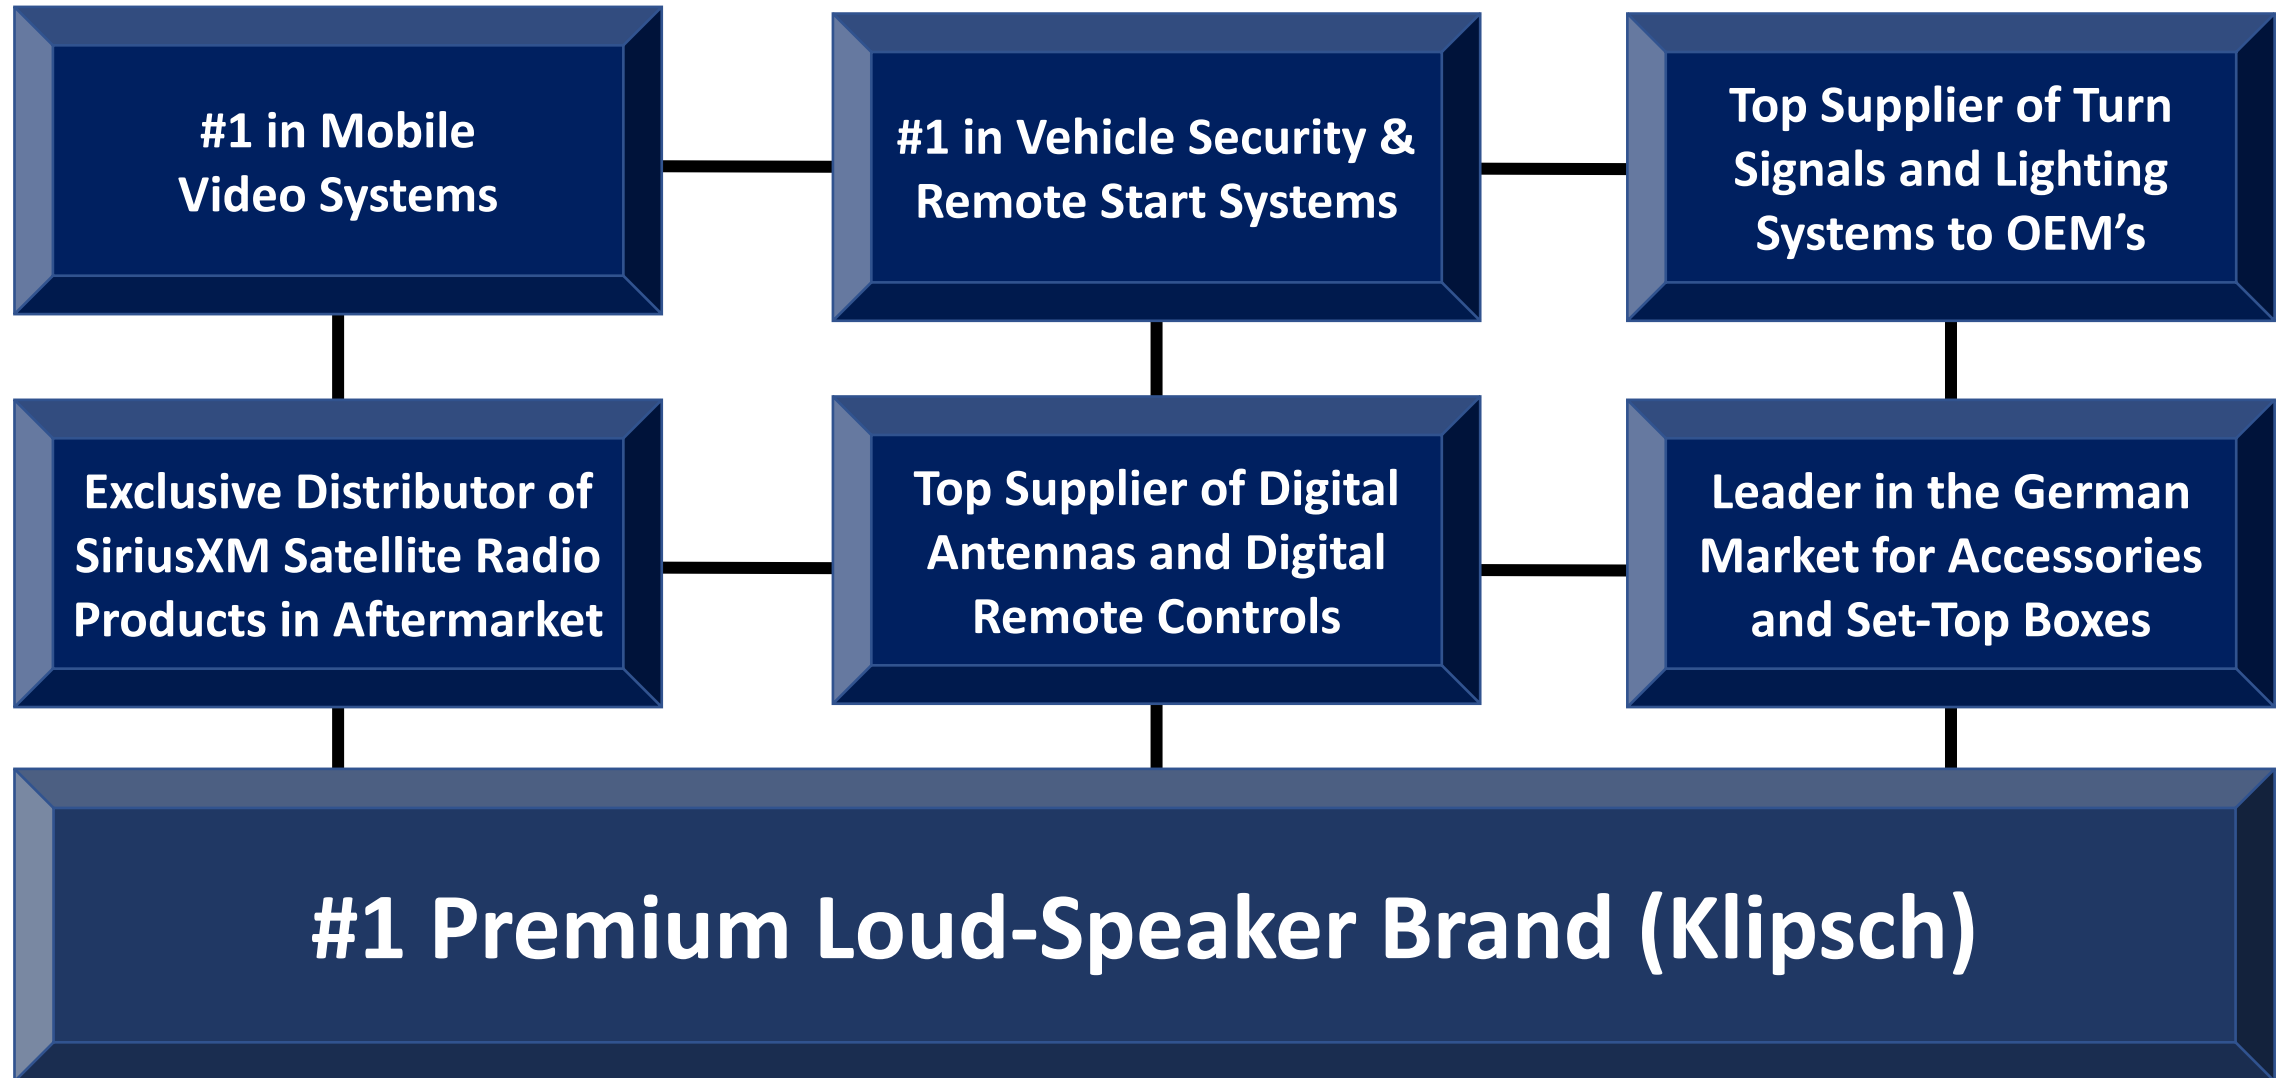 #1 in Mobile
Video Systems
#1 in Vehicle Security &
Remote Start Systems
Top Supplier of Turn
Signals and Lighting
Systems to OEM’s
Exclusive Distributor of
SiriusXM Satellite Radio
Products in Aftermarket
Top Supplier of Digital
Antennas and Digital
Remote Controls
Leader in the German
Market for Accessories
and Set-Top Boxes
#1 Premium Loud-Speaker Brand (Klipsch)